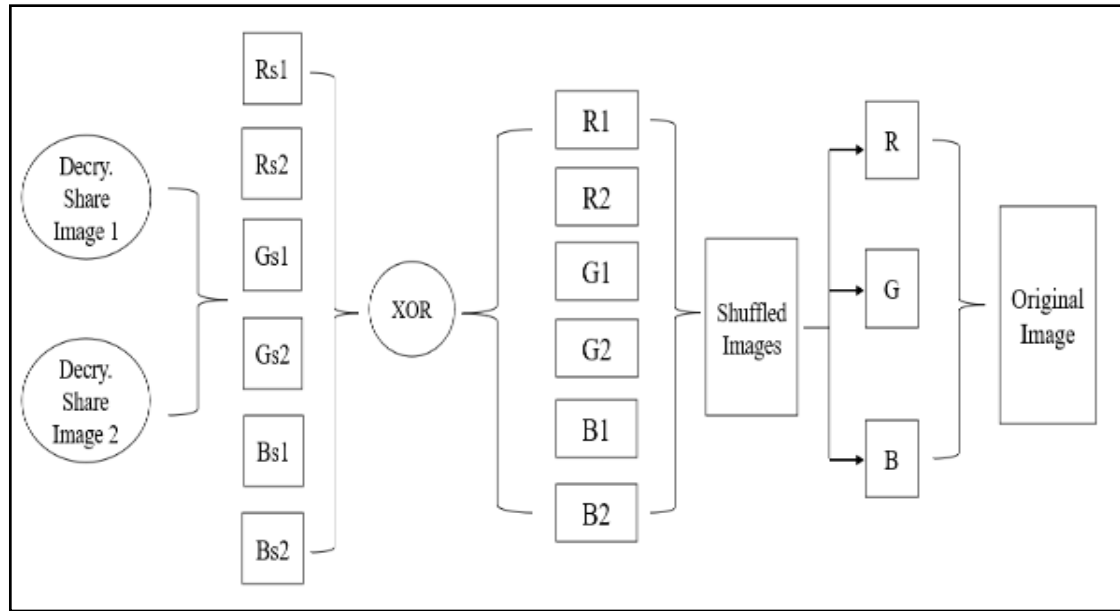 Decry.
Share
Image 1
Decry.
Share
Image 2
Rs1
Rs2
Gs1
Gs2
Bs1
Bs2
XOR
R1
R2
G1
G2
B1
B2
Shuffled
Images
R
G
B
Original
Image